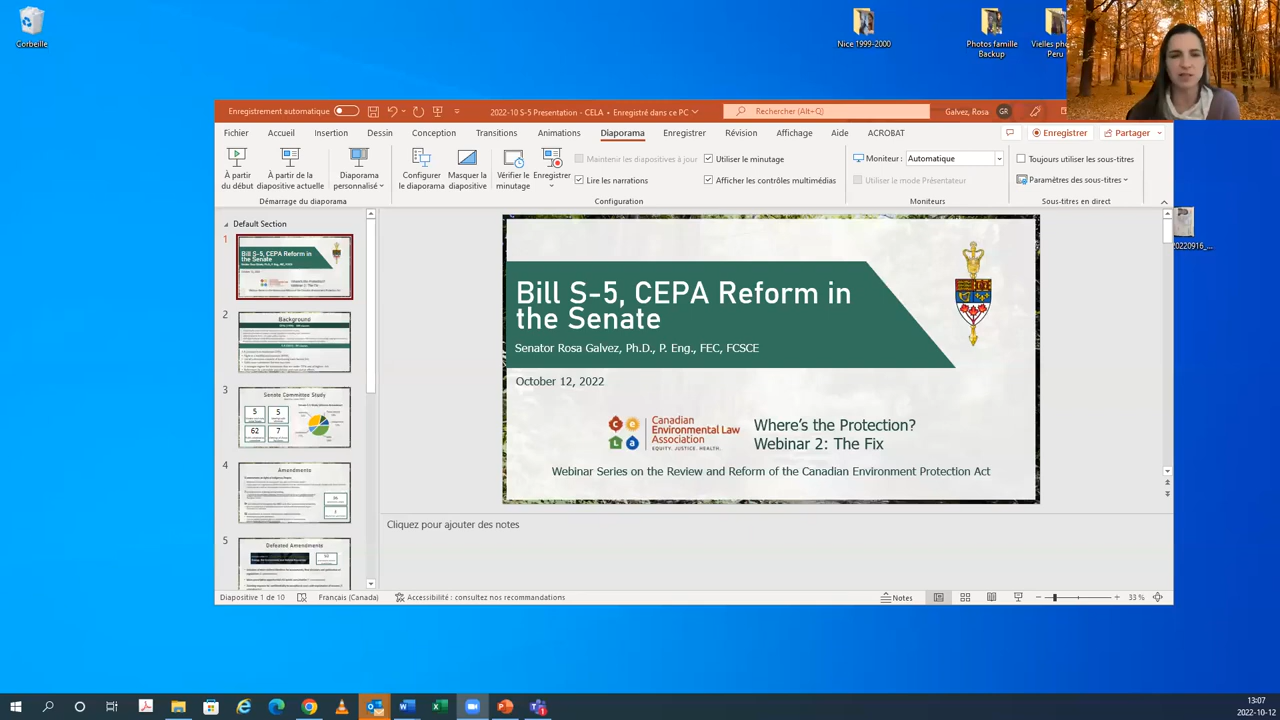 Corbeille
Nice 1999-2000
Photos famille
Backup
Peru
Enregistrement automatique
2022-10 S-5 Presentation - CELA • Enregistré dans ce PC
Rechercher (Alt+Q)
Galvez, Rosa
GR
Fichier
Accueil
Insertion
Dessin
Conception
Transitions
Animations
Diaporama
Enregistrer
Révision
Affichage
Aide
ACROBAT
Enregistrer
Partager
À partir
du début
À partir de la
diapositive actuelle
Diaporama
personnalisé
Configurer
le diaporama
Masquer la
diapositive
Vérifier le
minutage
Enregistrer
Maintenir les diapositives à jour
Lire les narrations
Utiliser le minutage
Afficher les contrôles multimédias
Moniteur :
Automatique
Utiliser le mode Présentateur
Toujours utiliser les sous-titres
Paramètres des sous-titres
Démarrage du diaporama
Configuration
Moniteurs
Sous-titres en direct
Default Section
1
Bill S-5, CEPA Reform in
the Senate
2
Background
3
Senate Committee Study
5
5
62
7
4
Amendments
5
Defeated Amendments
Bill S-5, CEPA Reform in
the Senate
Senator Rosa Galvez, Ph.D., P. Eng., FEC, FCSCE
October 12, 2022
Canadian
Environmental Law
Association
EQUITY. JUSTICE. HEALTH.
Where's the Protection?
Webinar 2: The Fix
Webinar Series on the Review and Reform of the Canadian Environment Protection Act
20220916_...
Cliquez pour ajouter des notes
Diapositive 1 de 10
Français (Canada)
Accessibilité : consultez nos recommandations
Notes
33 %
13:07
2022-10-12